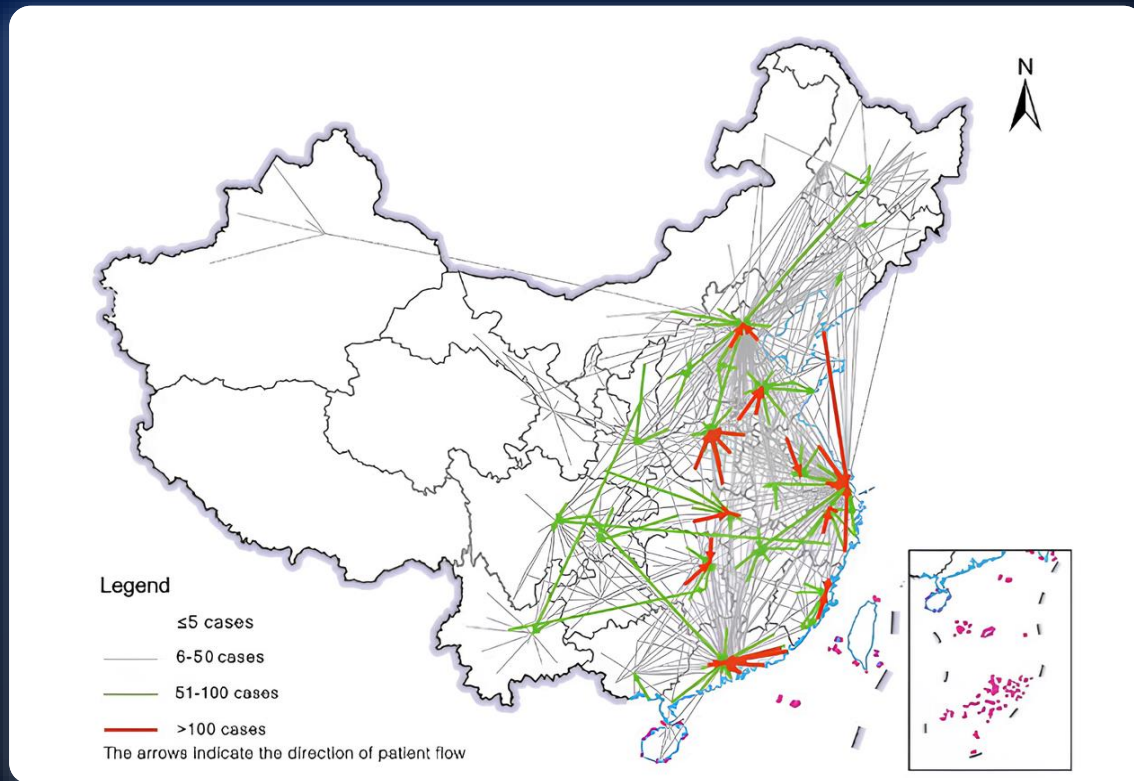 N
Legend
≤5 cases
6-50 cases
51-100 cases
>100 cases
The arrows indicate the direction of patient flow